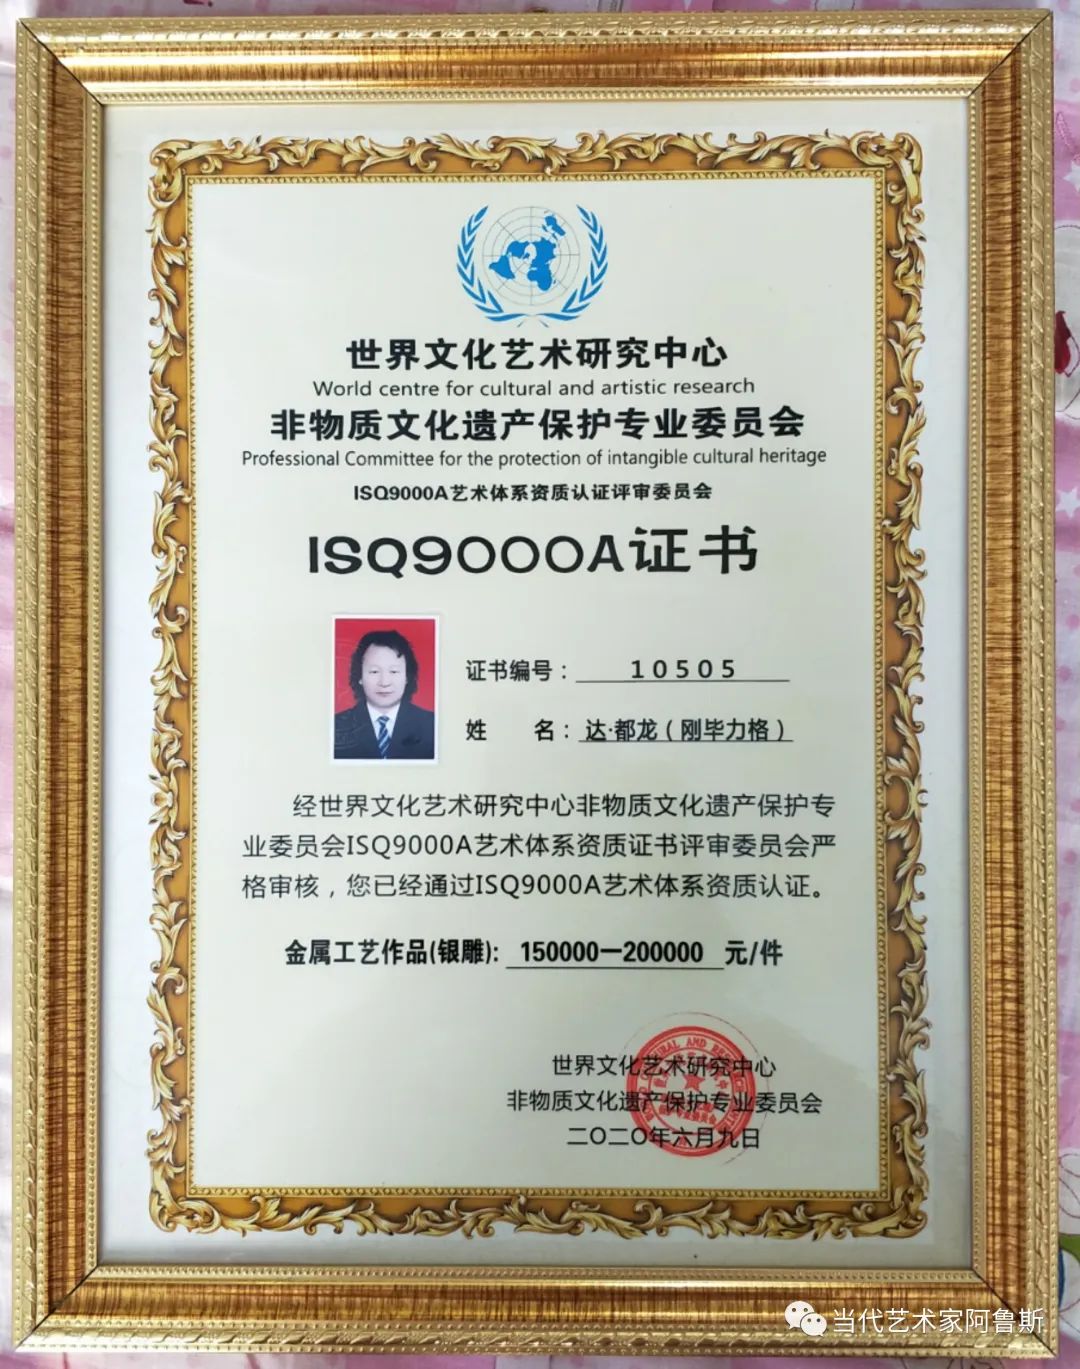 世界文化艺术研究中心
World centre for cultural and artistic research
非物质文化遗产保护专业委员会
Professional Committee for the protection of intangible cultural heritage
ISQ9000A艺术体系资质认证评审委员会
ISQ9000A证书
证书编号：10505
姓 名：达·都龙（刚毕力格）
经世界文化艺术研究中心非物质文化遗产保护专
业委员会ISQ9000A艺术体系资质证书评审委员会严
格审核，您已经通过ISQ9000A艺术体系资质认证。
金属工艺作品(银雕): 150000—200000 元/件
世界文化艺术研究中心
非物质文化遗产保护专业委员会
二〇二〇年六月九日
当代艺术家阿鲁斯